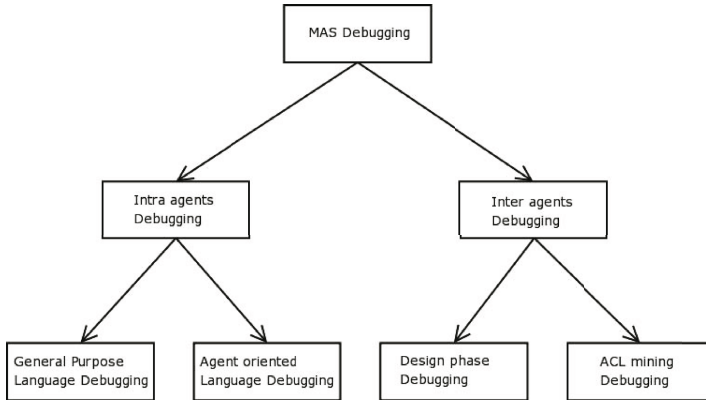 MAS Debugging
Intra agents
Debugging
Inter agents
Debugging
General Purpose
Language Debugging
Agent oriented
Language Debugging
Design phase
Debugging
ACL mining
Debugging